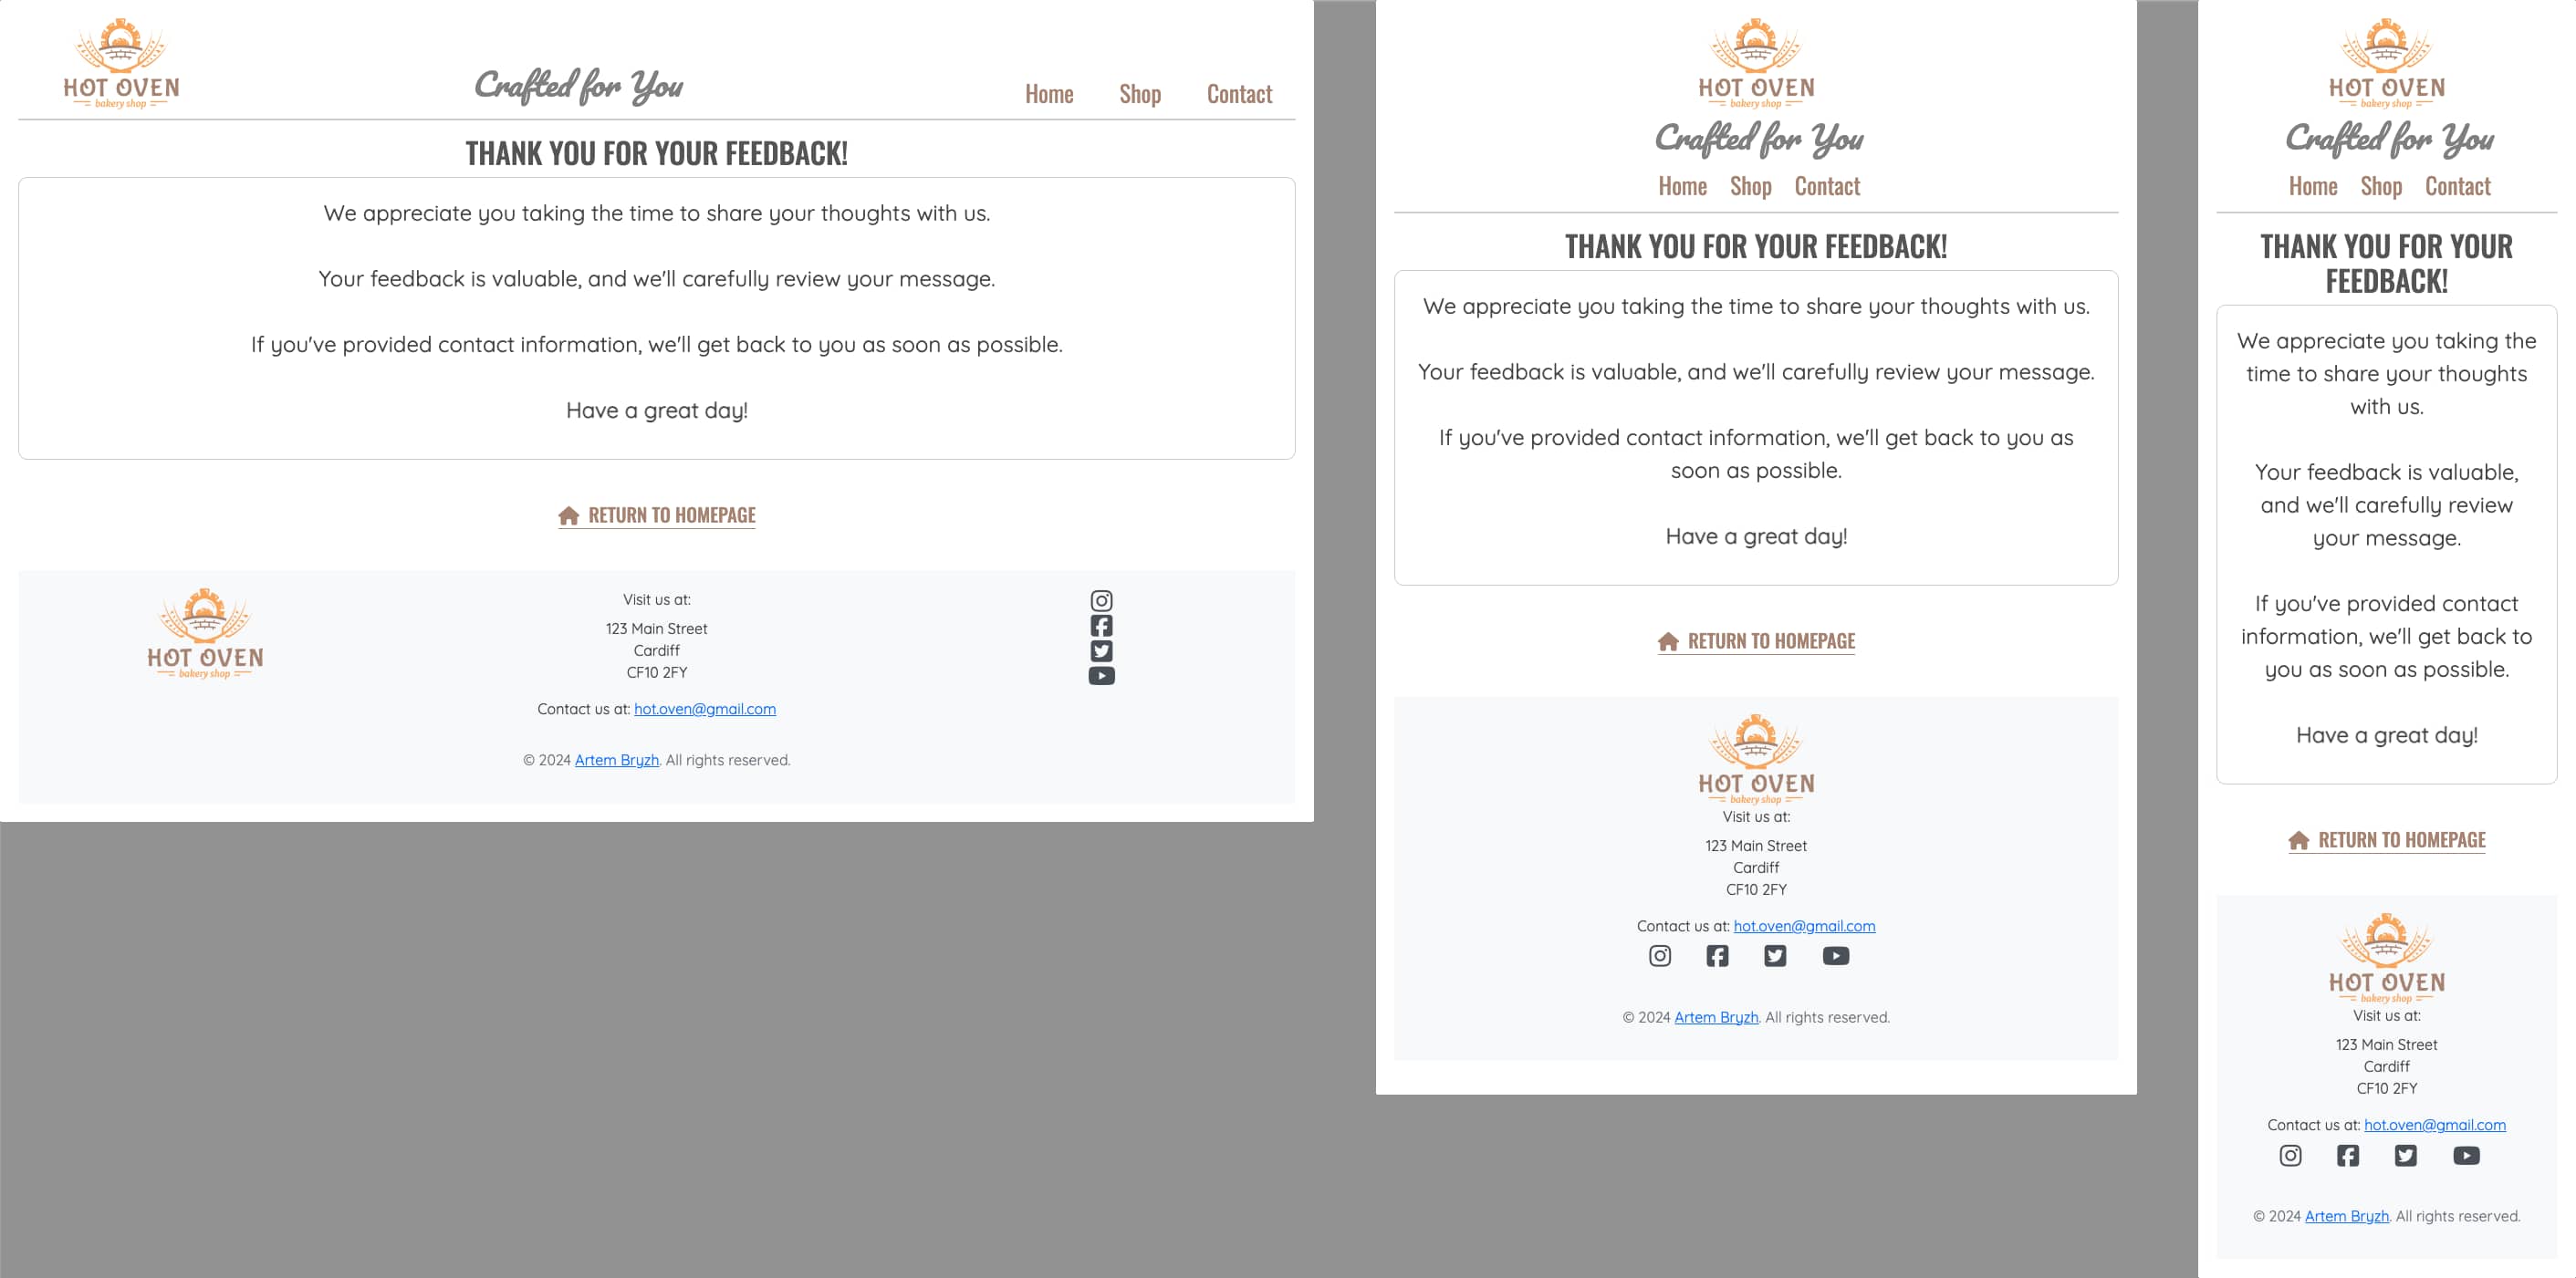 HOT OVEN
bakery shop
Crafted for You
Home Shop Contact
THANK YOU FOR YOUR FEEDBACK!
We appreciate you taking the time to share your thoughts with us.
Your feedback is valuable, and we'll carefully review your message.
If you've provided contact information, we'll get back to you as soon as possible.
Have a great day!
RETURN TO HOMEPAGE
HOT OVEN
bakery shop
Visit us at:
123 Main Street
Cardiff
CF10 2FY
Contact us at: hot.oven@gmail.com
© 2024 Artem Bryzh. All rights reserved.
HOT OVEN
bakery shop
Crafted for You
Home Shop Contact
THANK YOU FOR YOUR FEEDBACK!
We appreciate you taking the time to share your thoughts with us.
Your feedback is valuable, and we'll carefully review your message.
If you've provided contact information, we'll get back to you as
soon as possible.
Have a great day!
RETURN TO HOMEPAGE
HOT OVEN
bakery shop
Visit us at:
123 Main Street
Cardiff
CF10 2FY
Contact us at: hot.oven@gmail.com
© 2024 Artem Bryzh. All rights reserved.
HOT OVEN
bakery shop
Crafted for You
Home Shop Contact
THANK YOU FOR YOUR
FEEDBACK!
We appreciate you taking the
time to share your thoughts
with us.
Your feedback is valuable,
and we'll carefully review
your message.
If you've provided contact
information, we'll get back to
you as soon as possible.
Have a great day!
RETURN TO HOMEPAGE
HOT OVEN
bakery shop
Visit us at:
123 Main Street
Cardiff
CF10 2FY
Contact us at: hot.oven@gmail.com
© 2024 Artem Bryzh. All rights reserved.